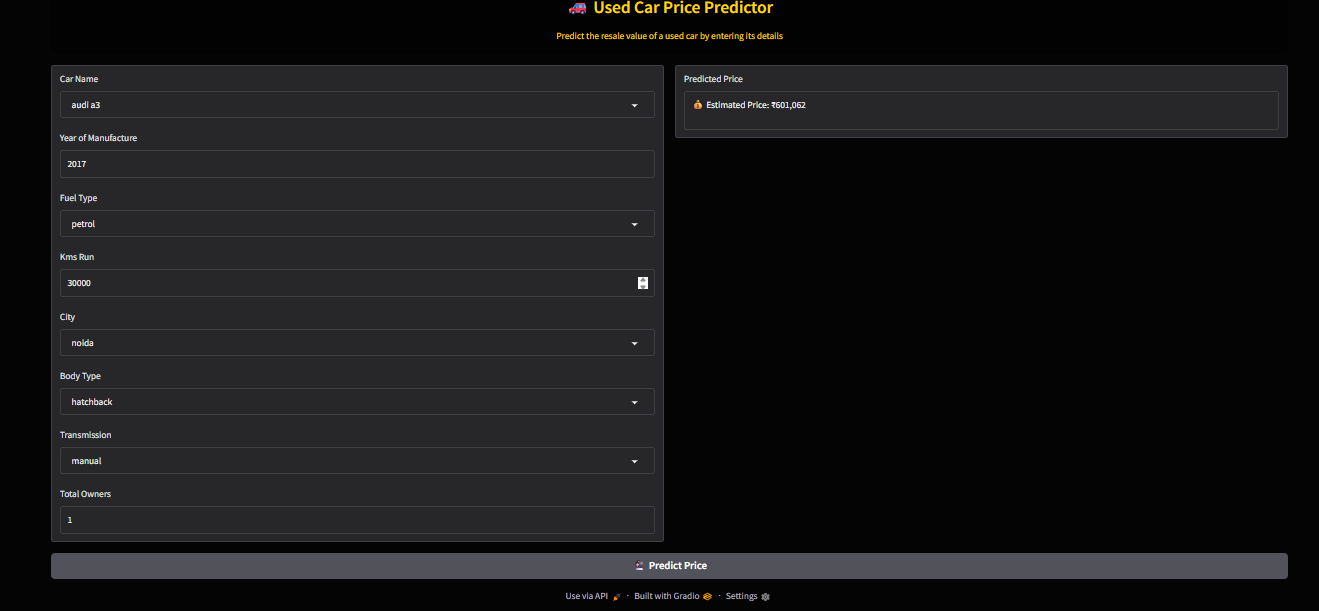 Used Car Price Predictor
Predict the resale value of a used car by entering its details
Car Name
audi a3
Year of Manufacture
2017
Fuel Type
petrol
Kms Run
30000
City
noida
Body Type
hatchback
Transmission
manual
Total Owners
1
Predicted Price
Estimated Price: ₹601,062
Predict Price
Use via API · Built with Gradio · Settings